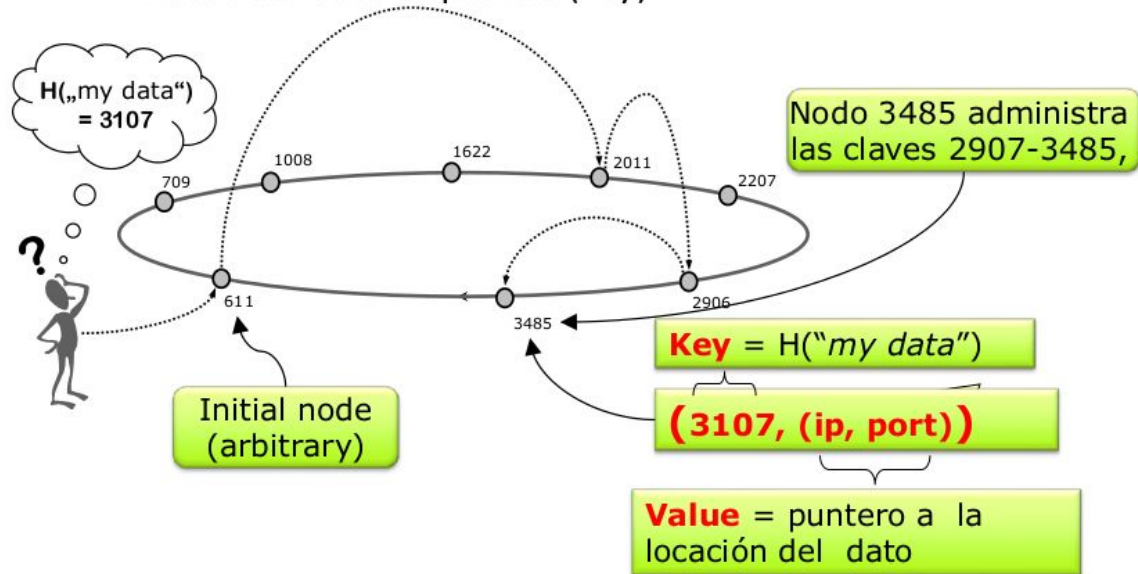 H(„my data“)
= 3107
Nodo 3485 administra
las claves 2907-3485,
1622
1008
2011
709
2207
?
611
2906
3485
Key = H(“my data”)
Initial node
(arbitrary)
(3107, (ip, port))
Value = puntero a la
locación del dato